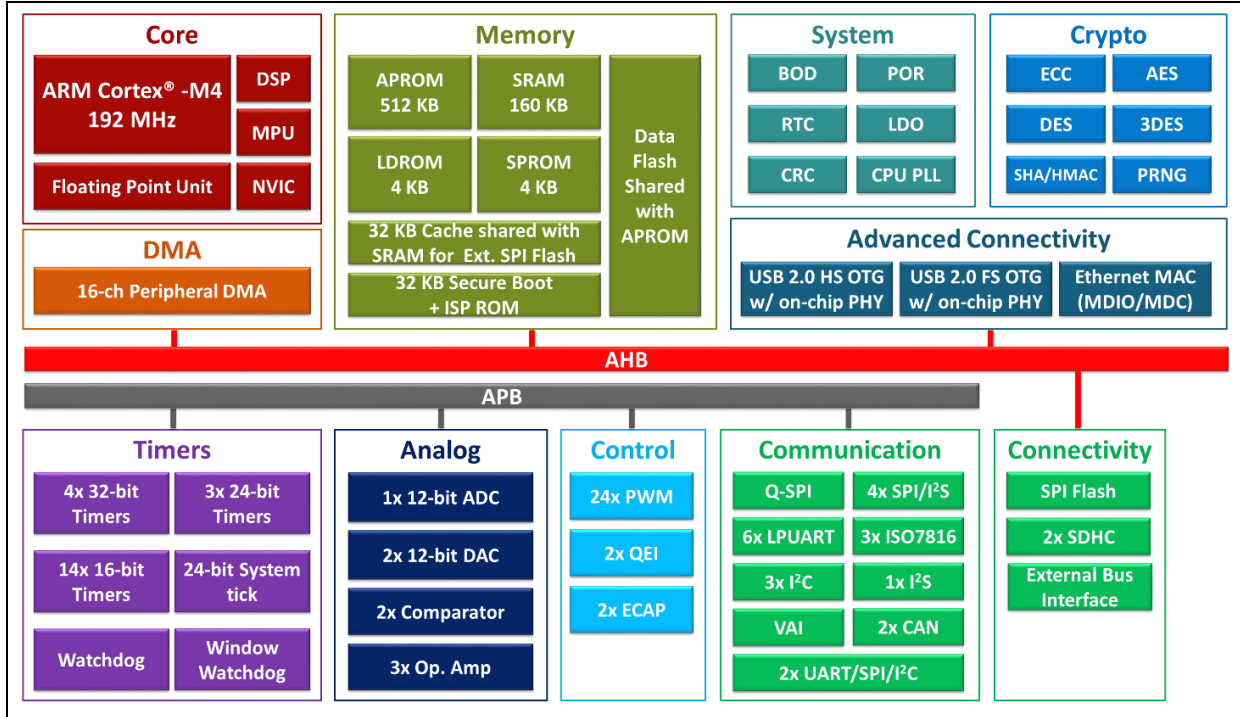 Core
ARM Cortex® -M4
192 MHz
DSP
MPU
Floating Point Unit
NVIC
DMA
16-ch Peripheral DMA
Memory
APROM
512 KB
SRAM
160 KB
LDROM
4 KB
SPROM
4 KB
32 KB Cache shared with
SRAM for Ext. SPI Flash
32 KB Secure Boot
+ ISP ROM
Data
Flash
Shared
with
APROM
System
BOD
POR
RTC
LDO
CRC
CPU PLL
Crypto
ECC
AES
DES
3DES
SHA/HMAC
PRNG
Advanced Connectivity
USB 2.0 HS OTG
w/ on-chip PHY
USB 2.0 FS OTG
w/ on-chip PHY
Ethernet MAC
(MDIO/MDC)
AHB
APB
Timers
4x 32-bit
Timers
3x 24-bit
Timers
14x 16-bit
Timers
24-bit System
tick
Watchdog
Window
Watchdog
Analog
1x 12-bit ADC
2x 12-bit DAC
2x Comparator
3x Op. Amp
Control
24x PWM
2x QEI
2x ECAP
Communication
Q-SPI
4x SPI/I²S
6x LPUART
3x ISO7816
3x I²C
1x I²S
VAI
2x CAN
2x UART/SPI/I²C
Connectivity
SPI Flash
2x SDHC
External Bus
Interface